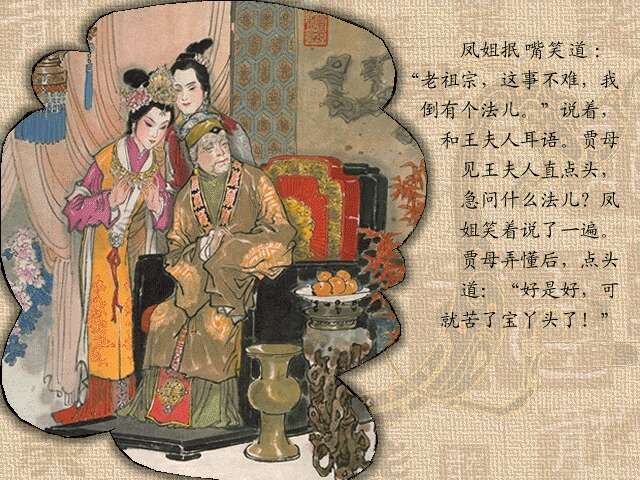 凤姐抿嘴笑道：
“老祖宗，这事不难，我
倒有个法儿。”说着，
和王夫人耳语。贾母
见王夫人直点头，
急问什么法儿？凤
姐笑着说了一遍。
贾母弄懂后，点头
道：“好是好，可
就苦了宝丫头了！”